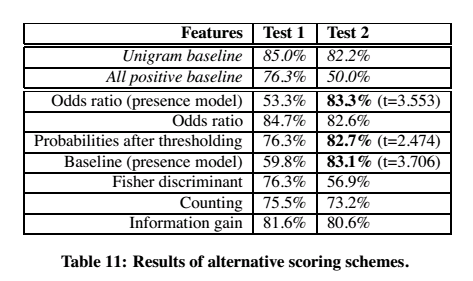 Features Test 1 Test 2
Unigram baseline 85.0% 82.2%
All positive baseline 76.3% 50.0%
Odds ratio (presence model) 53.3% 83.3% (t=3.553)
Odds ratio 84.7% 82.6%
Probabilities after thresholding 76.3% 82.7% (t=2.474)
Baseline (presence model) 59.8% 83.1% (t=3.706)
Fisher discriminant 76.3% 56.9%
Counting 75.5% 73.2%
Information gain 81.6% 80.6%
Table 11: Results of alternative scoring schemes.